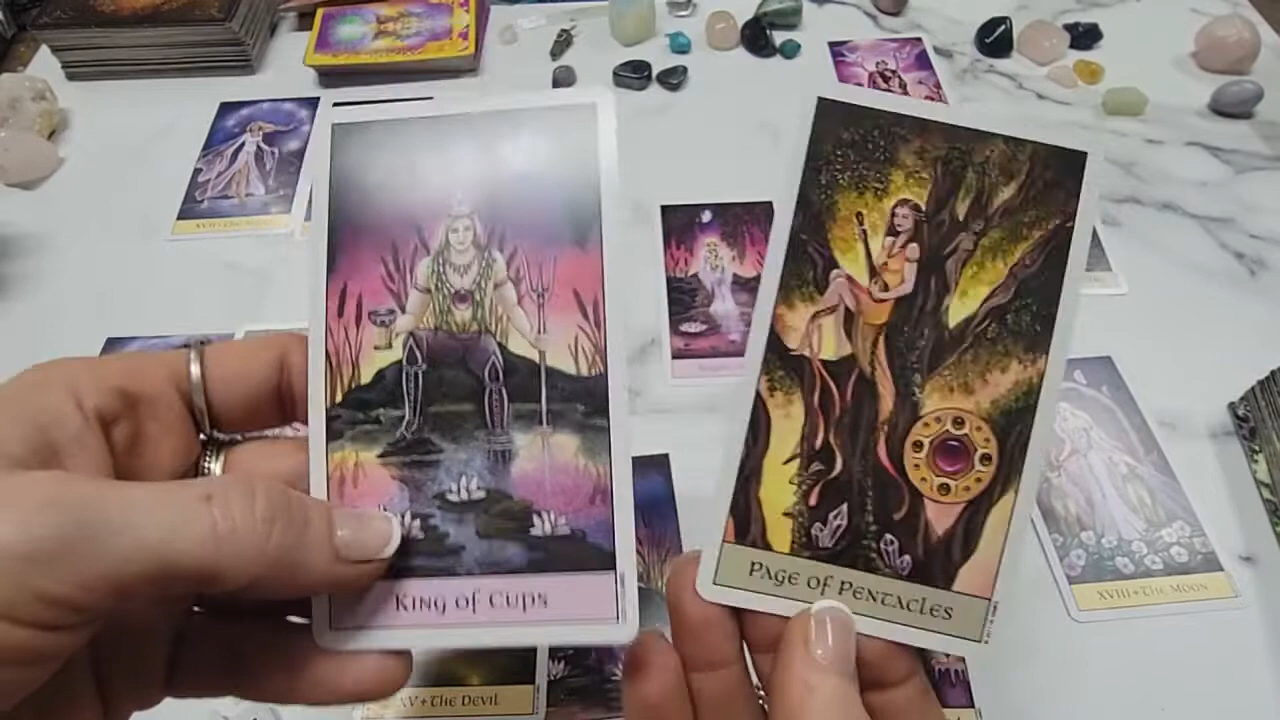 KING OF CUPS
PAGE OF PENTACLES
XVIII+THE MOON
XV+THE DEVIL